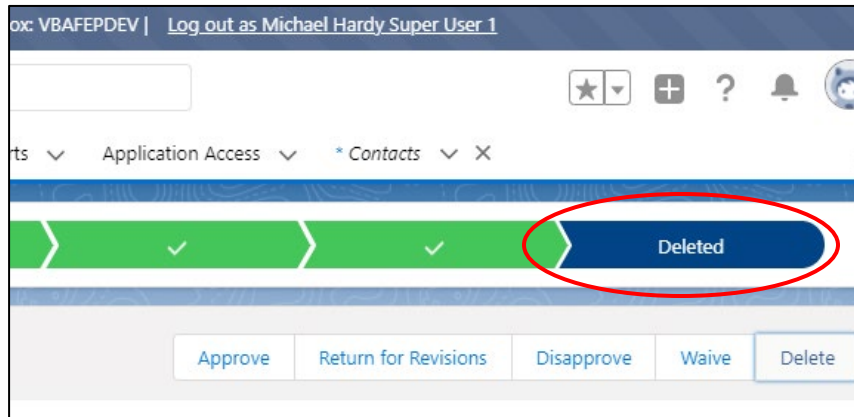 ox: VBAFEPDEV | Log out as Michael Hardy Super User 1
rts Application Access * Contacts
Deleted
Approve Return for Revisions Disapprove Waive Delete